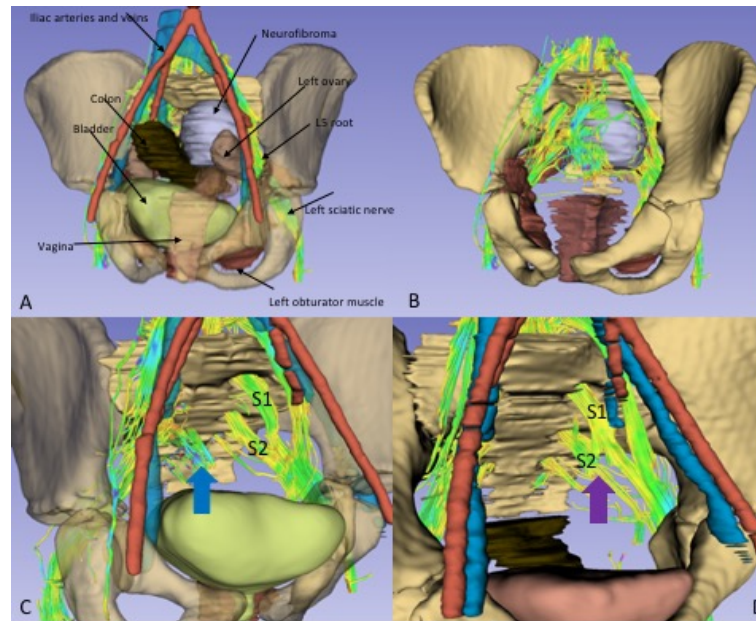 Iliac arteries and veins
Neurofibroma
Left ovary
Colon
L5 root
Bladder
Left sciatic nerve
Vagina
Left obturator muscle
A
B
S1
S2
S1
S2
C